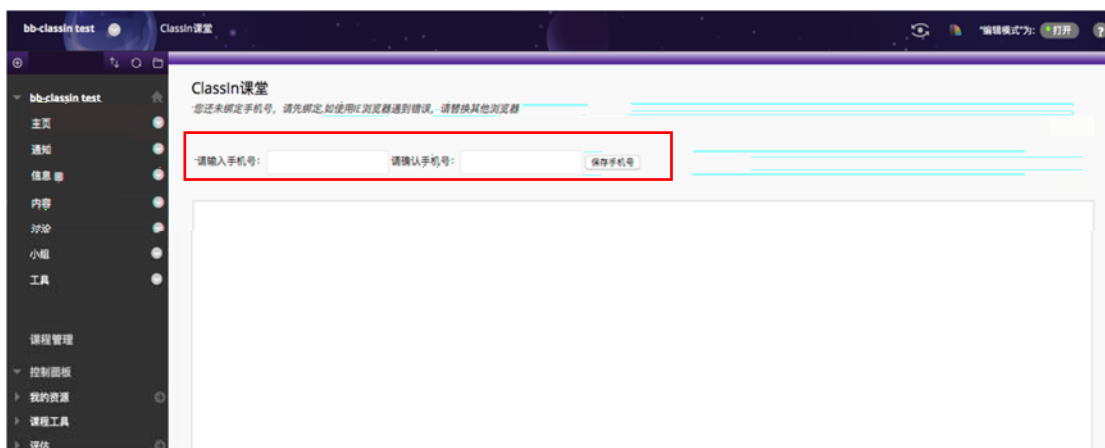 bb-classin test ClassIn课堂 "编辑模式"为: 打开 ?
bb-classin test
主页
通知
信息
内容
讨论
小组
工具
课程管理
控制面板
我的资源
课程工具
评估
ClassIn课堂
您还未绑定手机号，请先绑定,如使用IE浏览器遇到错误，请替换其他浏览器
请输入手机号: 请确认手机号: 保存手机号